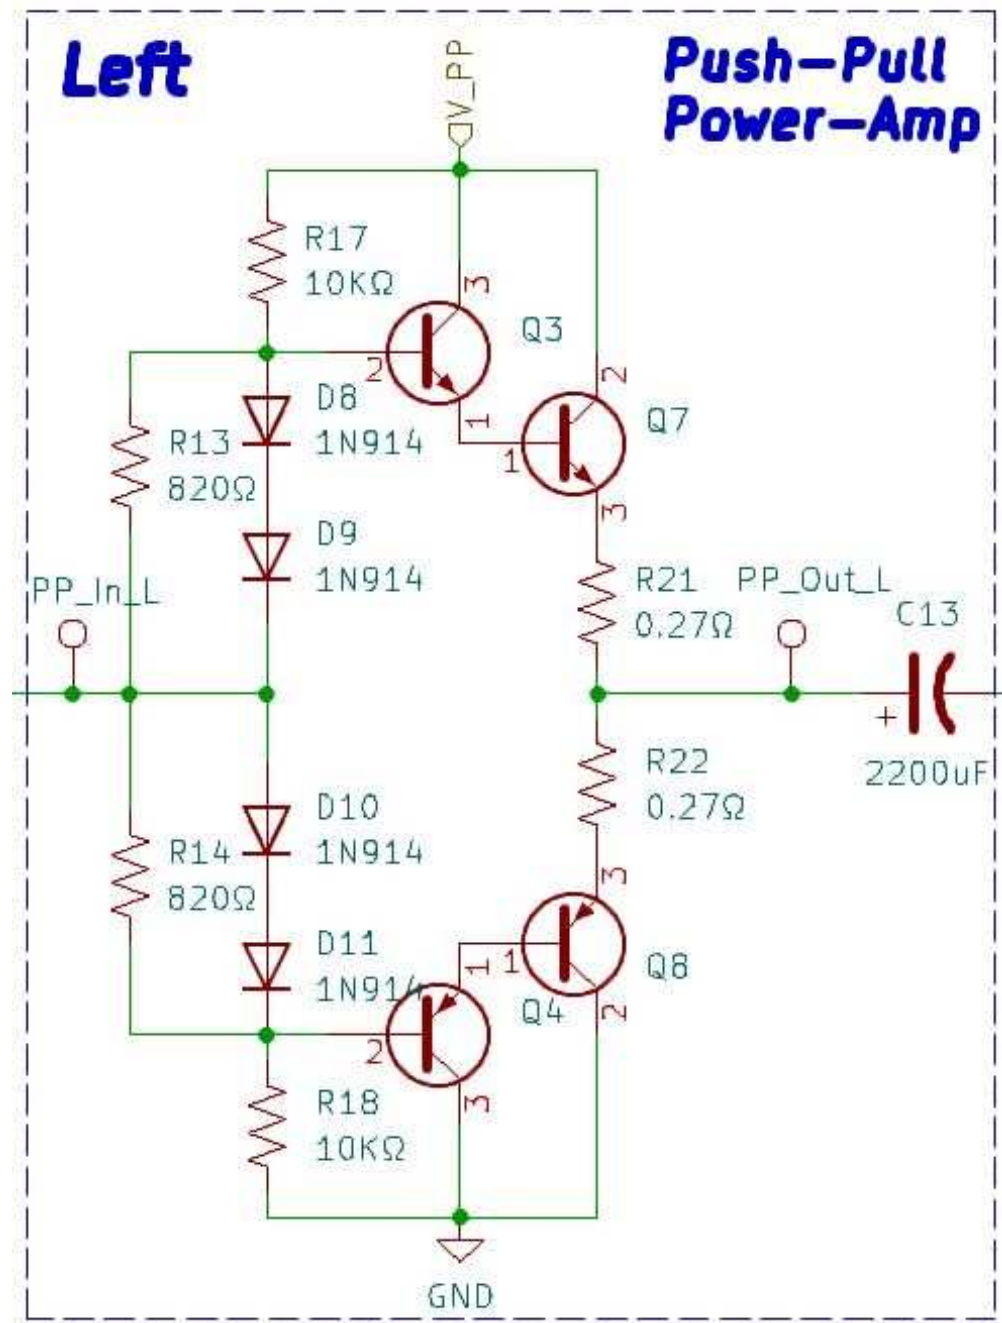 Left
Push-Pull
Power-Amp
V_PP
R17
10KΩ
3
Q3
2
2
D8
1N914
1
Q7
R13
820Ω
1
3
D9
1N914
PP_In_L
R21
0.27Ω
PP_Out_L
C13
+
2200uF
R22
0.27Ω
D10
1N914
R14
820Ω
3
D11
1N914
1
1
Q8
Q4
2
2
3
R18
10KΩ
GND